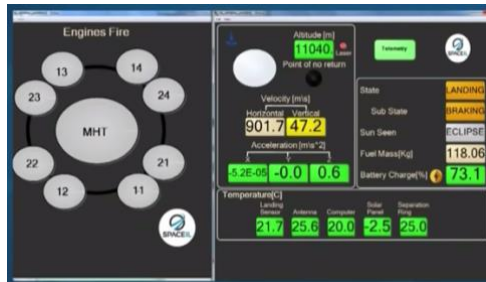 Engines Fire
13
14
23
24
MHT
22
21
12
11
SPACEIL
Altitude [m]
11040.
Laser
Point of no return
Velocity [m\s]
Horizontal Vertical
901.7 47.2
Acceleration [m\s^2]
X Y Z
-5.2E-05 -0.0 0.6
Telemetry
State LANDING
Sub State BRAKING
Sun Seen ECLIPSE
Fuel Mass[Kg] 118.06
Battery Charge[%] 73.1
Temperature[C]
Landing Sensor 21.7
Antenna 25.6
Computer 20.0
Solar Panel -2.5
Separation Ring 25.0